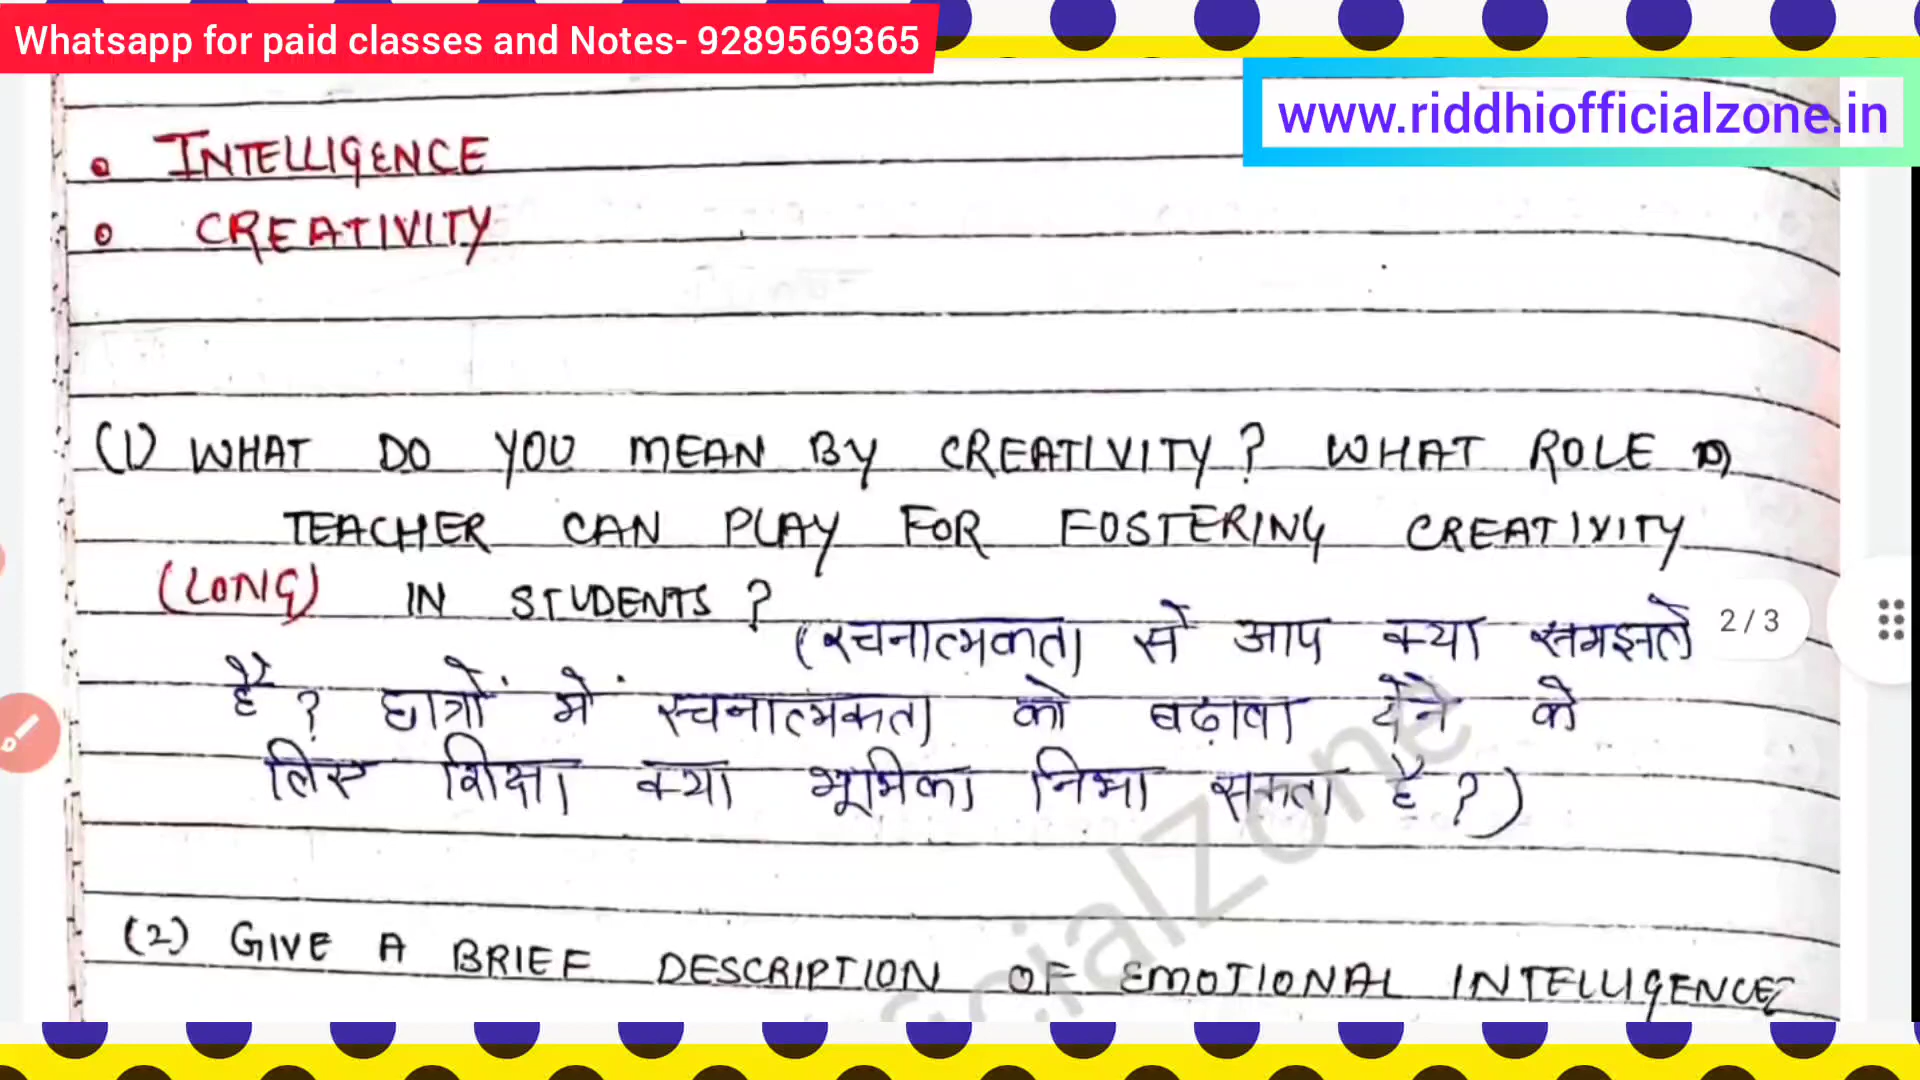 Whatsapp for paid classes and Notes- 9289569365
www.riddhiofficialzone.in
• INTELLIGENCE
• CREATIVITY
(1) WHAT DO YOU MEAN BY CREATIVITY? WHAT ROLE
TEACHER CAN PLAY FOR FOSTERING CREATIVITY
(LONG) IN STUDENTS?
(रचनात्मकता से आप क्या समझते
2/3
है? छात्रों में रचनात्मकता को बढ़ावा देने के
लिए शिक्षा क्या भूमिका निभा सकता है?)
(2) GIVE A BRIEF DESCRIPTION OF EMOTIONAL INTELLIGENCE
icialZone